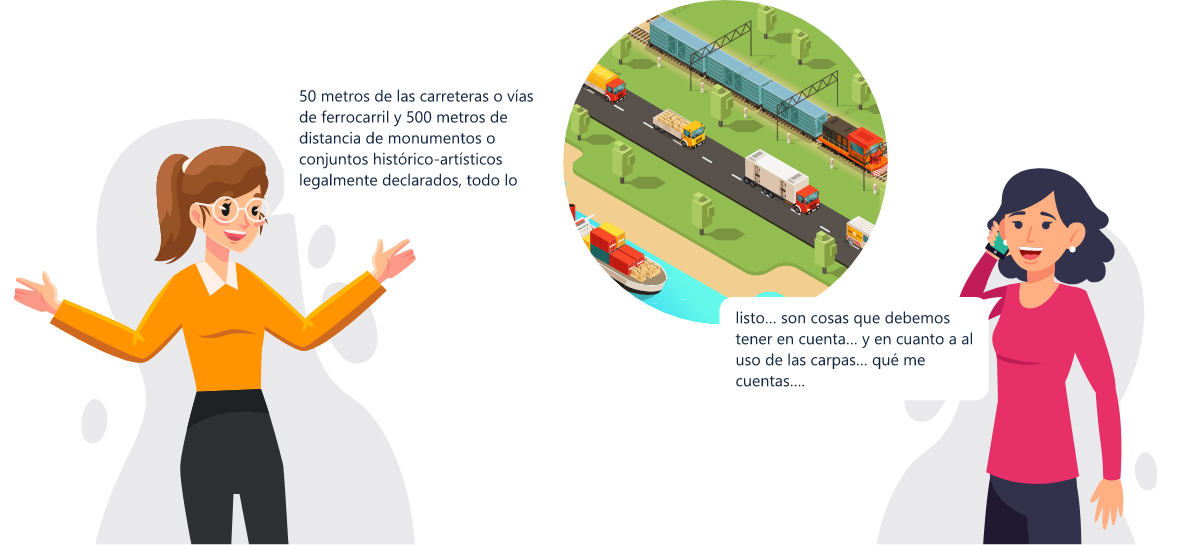 50 metros de las carreteras o vías
de ferrocarril y 500 metros de
distancia de monumentos o
conjuntos histórico-artísticos
legalmente declarados, todo lo
listo... son cosas que debemos
tener en cuenta... y en cuanto a al
uso de las carpas... qué me
cuentas....